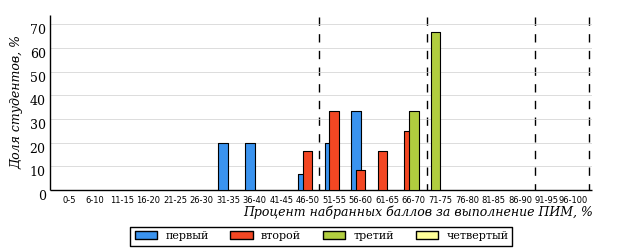 Доля студентов, %
70
60
50
40
30
20
10
0
0-5 6-10 11-15 16-20 21-25 26-30 31-35 36-40 41-45 46-50 51-55 56-60 61-65 66-70 71-75 76-80 81-85 86-90 91-95 96-100
Процент набранных баллов за выполнение ПИМ, %
первый второй третий четвертый